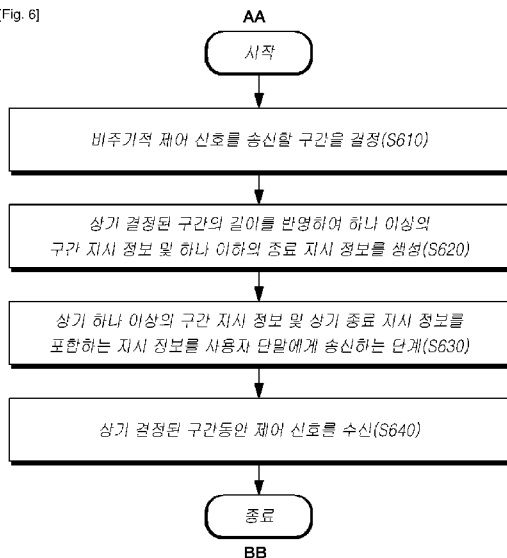 [Fig. 6]
AA
시작
비주기적 제어 신호를 송신할 구간을 결정(S610)
상기 결정된 구간의 길이를 반영하여 하나 이상의
구간 지시 정보 및 하나 이하의 종료 지시 정보를 생성(S620)
상기 하나 이상의 구간 지시 정보 및 상기 종료 지시 정보를
포함하는 지시 정보를 사용자 단말에게 송신하는 단계(S630)
상기 결정된 구간동안 제어 신호를 수신(S640)
종료
BB